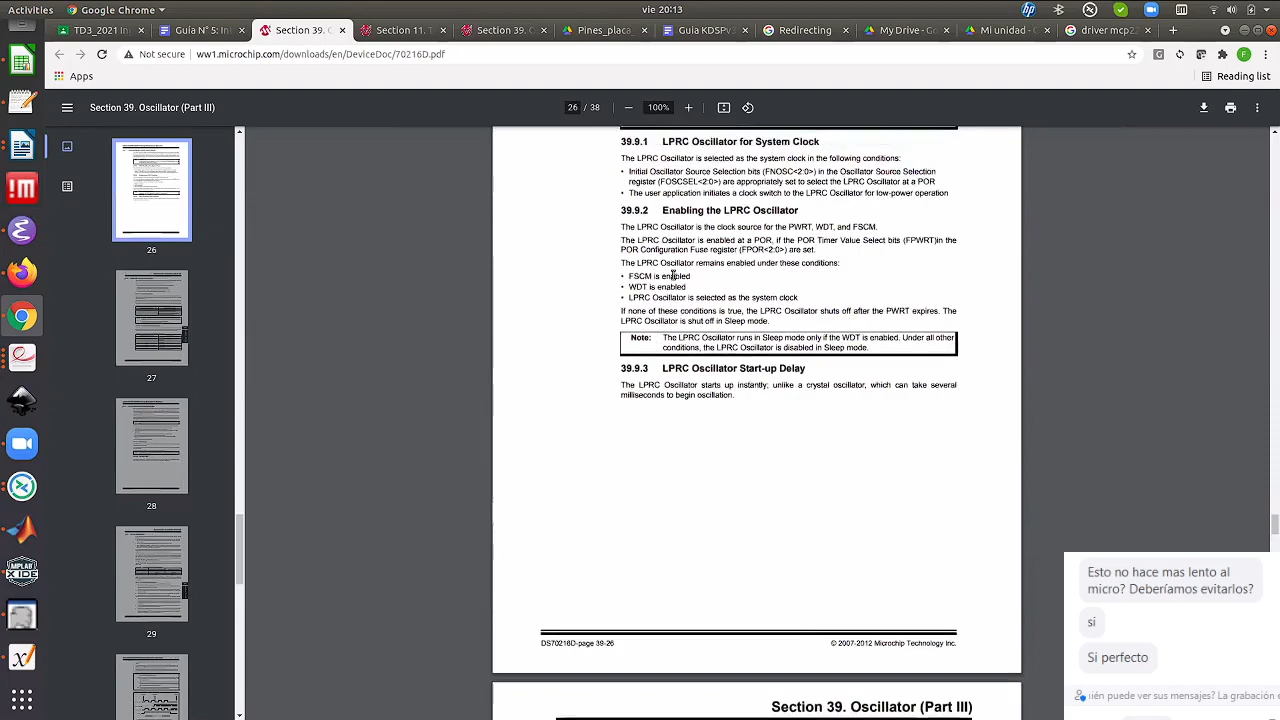 Activities
Google Chrome
vie 20:13
TD3_2021 In
Guía N° 5: In
Section 39. O
Section 11. T
Section 39. O
Pines_placa_
Guía KDSPv3
Redirecting
My Drive - Go
Mi unidad - G
driver mcp22
Not secure
ww1.microchip.com/downloads/en/DeviceDoc/70216D.pdf
Apps
Reading list
Section 39. Oscillator (Part III)
26 / 38
100%
39.9.1 LPRC Oscillator for System Clock
The LPRC Oscillator is selected as the system clock in the following conditions:
• Initial Oscillator Source Selection bits (FNOSC<2:0>) in the Oscillator Source Selection
register (FOSCSEL<2:0>) are appropriately set to select the LPRC Oscillator at a POR
• The user application initiates a clock switch to the LPRC Oscillator for low-power operation
39.9.2 Enabling the LPRC Oscillator
The LPRC Oscillator is the clock source for the PWRT, WDT, and FSCM.
The LPRC Oscillator is enabled at a POR, if the POR Timer Value Select bits (FPWRT)in the
POR Configuration Fuse register (FPOR<2:0>) are set.
The LPRC Oscillator remains enabled under these conditions:
• FSCM is enabled
• WDT is enabled
• LPRC Oscillator is selected as the system clock
If none of these conditions is true, the LPRC Oscillator shuts off after the PWRT expires. The
LPRC Oscillator is shut off in Sleep mode.
Note: The LPRC Oscillator runs in Sleep mode only if the WDT is enabled. Under all other
conditions, the LPRC Oscillator is disabled in Sleep mode.
39.9.3 LPRC Oscillator Start-up Delay
The LPRC Oscillator starts up instantly; unlike a crystal oscillator, which can take several
milliseconds to begin oscillation.
DS70216D-page 39-26
© 2007-2012 Microchip Technology Inc.
Section 39. Oscillator (Part III)
26
27
28
29
Esto no hace mas lento al
micro? Deberíamos evitarlos?
si
Si perfecto
iién puede ver sus mensajes? La grabación e